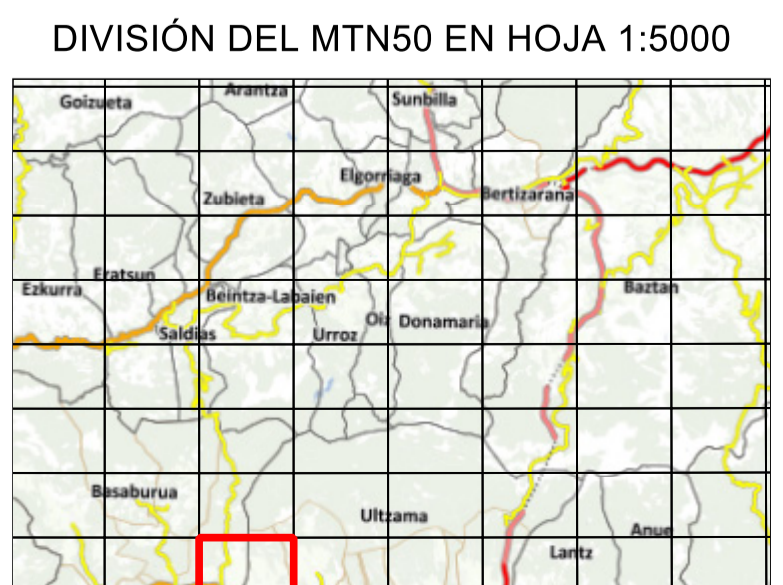 DIVISIÓN DEL MTN50 EN HOJA 1:5000
Arantza
Goizueta
Sunbilla
Elgorriaga
Zubieta
Bertizarana
Eratsun
Ezkurra
Baztan
Beintza-Labaien
Oiz
Donamaria
Saldias
Urroz
Basaburua
Ultzama
Anue
Lantz